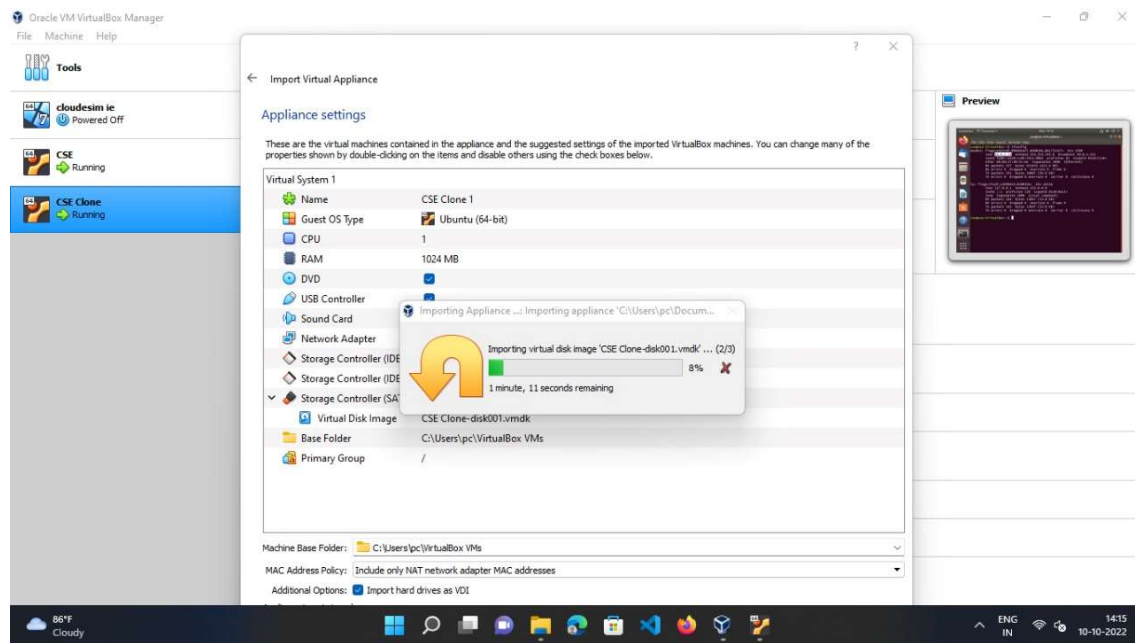 Oracle VM VirtualBox Manager
File Machine Help
Tools
cloudesim ie
Powered Off
CSE
Running
CSE Clone
Running
Import Virtual Appliance
Appliance settings
These are the virtual machines contained in the appliance and the suggested settings of the imported VirtualBox machines. You can change many of the
properties shown by double-clicking on the items and disable others using the check boxes below.
Virtual System 1
Name CSE Clone 1
Guest OS Type Ubuntu (64-bit)
CPU 1
RAM 1024 MB
DVD
USB Controller
Sound Card
Network Adapter
Storage Controller (IDE
Storage Controller (IDE
Storage Controller (SA
Virtual Disk Image CSE Clone-disk001.vmdk
Base Folder C:\Users\pc\VirtualBox VMs
Primary Group /
Importing Appliance ...: Importing appliance 'C:\Users\pc\Docum...
Importing virtual disk image 'CSE Clone-disk001.vmdk' ... (2/3)
8%
1 minute, 11 seconds remaining
Machine Base Folder: C:\Users\pc\VirtualBox VMs
MAC Address Policy: Include only NAT network adapter MAC addresses
Additional Options: Import hard drives as VDI
Preview
86°F
Cloudy
ENG
IN
14:15
10-10-2022